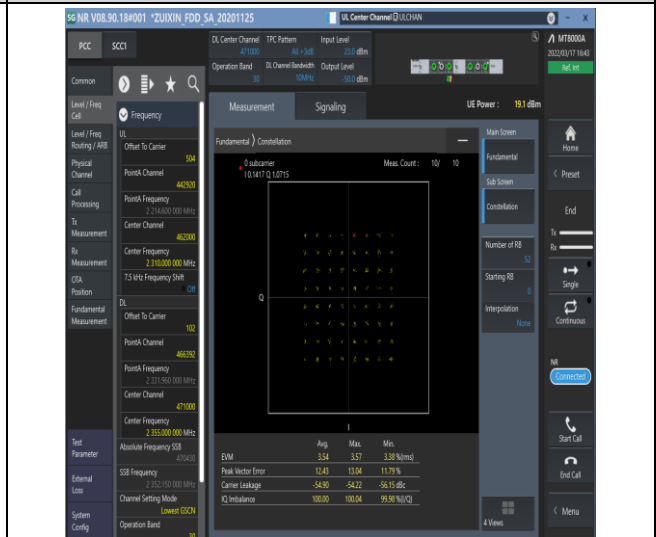 5G NR V08.90.18#001 *ZUIXIN_FDD_SA_20201125
UL Center Channel ULCHAN
PCC
SCC1
DL Center Channel TPC Pattern Input Level
471000 All +3dB 25.0 dBm
Operation Band DL Channel Bandwidth Output Level
30 10MHz -50.0 dBm
MT8000A
2022/03/17 16:43
Ref. int
Common
Level / Freq
Cell
Level / Freq
Routing / ARB
Physical
Channel
Call
Processing
Tx
Measurement
Rx
Measurement
OTA
Position
Fundamental
Measurement
Test
Parameter
External
Loss
System
Config
Frequency
UL
Offset To Carrier
504
PointA Channel
442920
PointA Frequency
2 214.600 000 MHz
Center Channel
462000
Center Frequency
2 310.000 000 MHz
7.5 kHz Frequency Shift
Off
DL
Offset To Carrier
102
PointA Channel
466392
PointA Frequency
2 331.960 000 MHz
Center Channel
471000
Center Frequency
2 355.000 000 MHz
Absolute Frequency SSB
470430
SSB Frequency
2 352.150 000 MHz
Channel Setting Mode
Lowest GSCN
Operation Band
30
Measurement
Signaling
UE Power : 19.1 dBm
Fundamental 〉 Constellation
0 subcarrier Meas. Count : 10/ 10
I 0.1417 Q 1.0715
Q
I
Avg. Max. Min.
EVM 3.54 3.57 3.38 %(rms)
Peak Vector Error 12.43 13.04 11.79 %
Carrier Leakage -54.90 -54.22 -56.15 dBc
IQ Imbalance 100.00 100.04 99.98 %(I/Q)
Main Screen
Fundamental
Sub Screen
Constellation
Number of RB
52
Starting RB
0
Interpolation
None
4 Views
Home
Preset
End
Tx
Rx
Single
Continuous
NR
Connected
Start Call
End Call
Menu